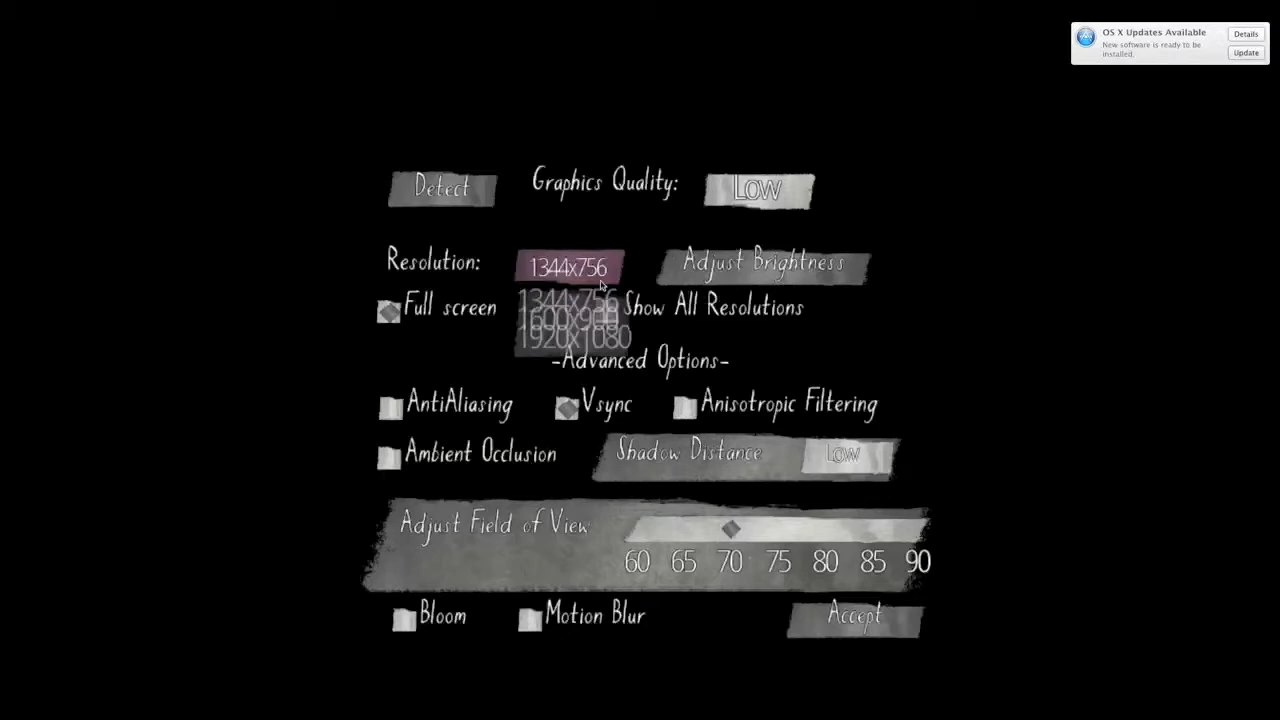 OS X Updates Available
New software is ready to be
installed.
Details
Update
Detect
Graphics Quality:
Low
Resolution:
1344x756
Adjust Brightness
Full screen
1344x756
1600x900
1920x1080
Show All Resolutions
-Advanced Options-
AntiAliasing
Vsync
Anisotropic Filtering
Ambient Occlusion
Shadow Distance
Low
Adjust Field of View
60 65 70 75 80 85 90
Bloom
Motion Blur
Accept